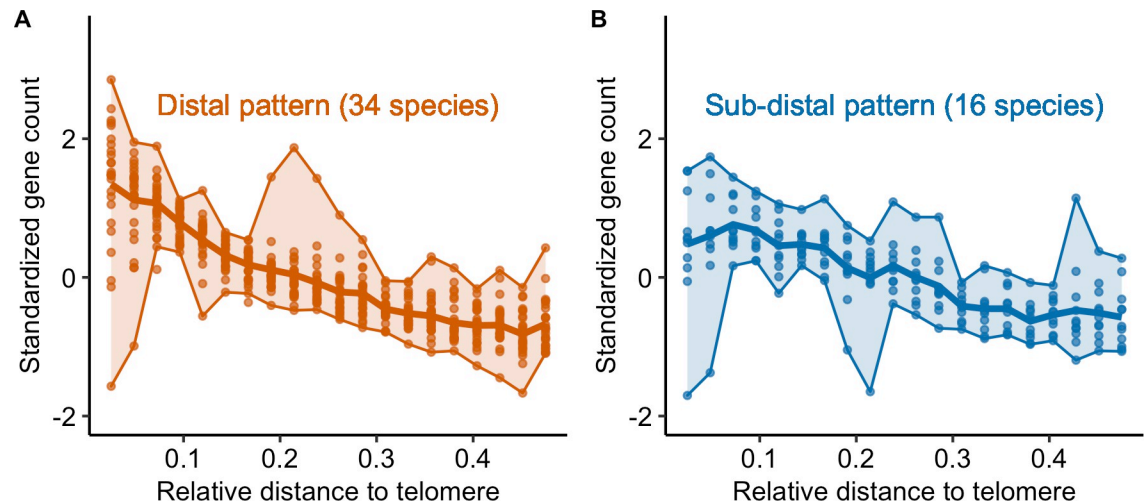 A
Standardized gene count
2
0
-2
Distal pattern (34 species)
0.1 0.2 0.3 0.4
Relative distance to telomere
B
Standardized gene count
2
0
-2
Sub-distal pattern (16 species)
0.1 0.2 0.3 0.4
Relative distance to telomere